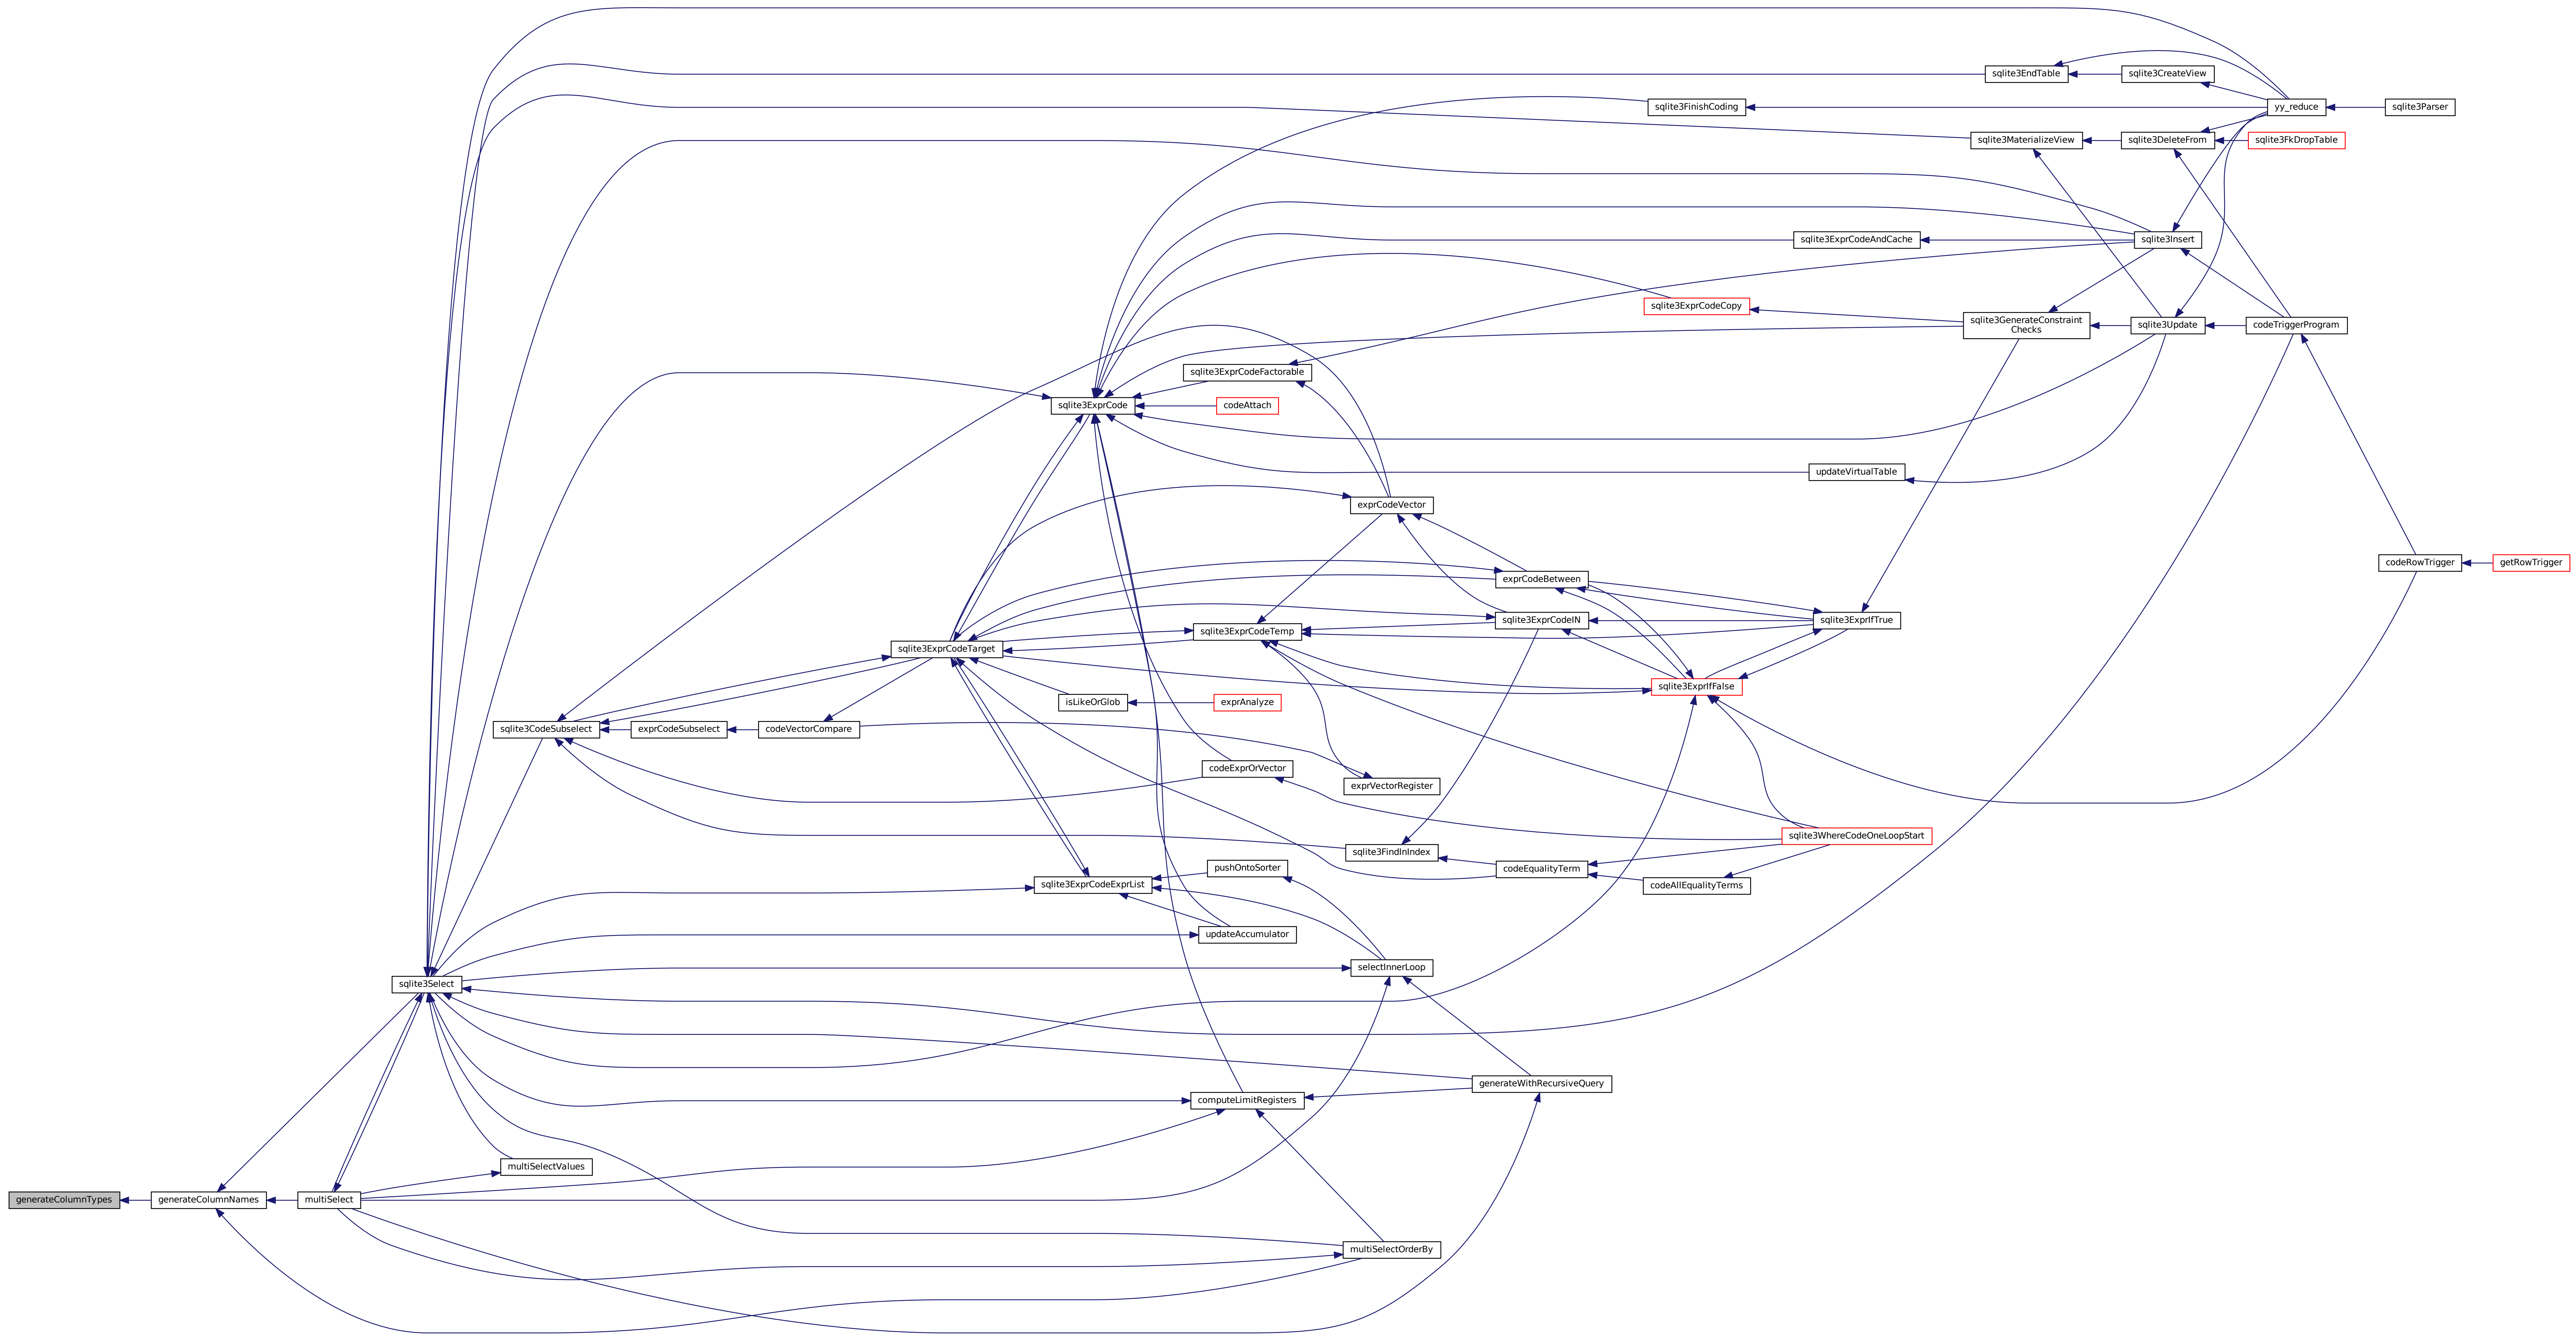 sqlite3EndTable
sqlite3CreateView
sqlite3FinishCoding
yy_reduce
sqlite3Parser
sqlite3MaterializeView
sqlite3DeleteFrom
sqlite3FkDropTable
sqlite3ExprCodeAndCache
sqlite3Insert
sqlite3ExprCodeCopy
sqlite3GenerateConstraint
Checks
sqlite3Update
codeTriggerProgram
sqlite3ExprCodeFactorable
sqlite3ExprCode
codeAttach
updateVirtualTable
exprCodeVector
codeRowTrigger
getRowTrigger
exprCodeBetween
sqlite3ExprCodeIN
sqlite3ExprIfTrue
sqlite3ExprCodeTemp
sqlite3ExprCodeTarget
sqlite3ExprIfFalse
isLikeOrGlob
exprAnalyze
sqlite3CodeSubselect
exprCodeSubselect
codeVectorCompare
codeExprOrVector
exprVectorRegister
sqlite3WhereCodeOneLoopStart
sqlite3FindInIndex
pushOntoSorter
codeEqualityTerm
sqlite3ExprCodeExprList
codeAllEqualityTerms
updateAccumulator
selectInnerLoop
sqlite3Select
generateWithRecursiveQuery
computeLimitRegisters
multiSelectValues
generateColumnTypes
generateColumnNames
multiSelect
multiSelectOrderBy